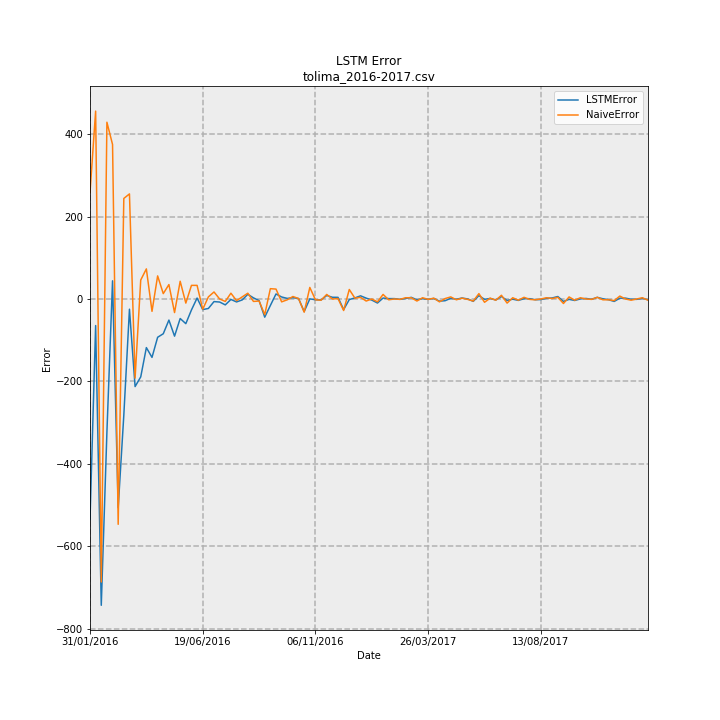 LSTM Error
tolima_2016-2017.csv
LSTMError
NaiveError
400
200
0
−200
−400
−600
−800
Error
31/01/2016
19/06/2016
06/11/2016
26/03/2017
13/08/2017
Date